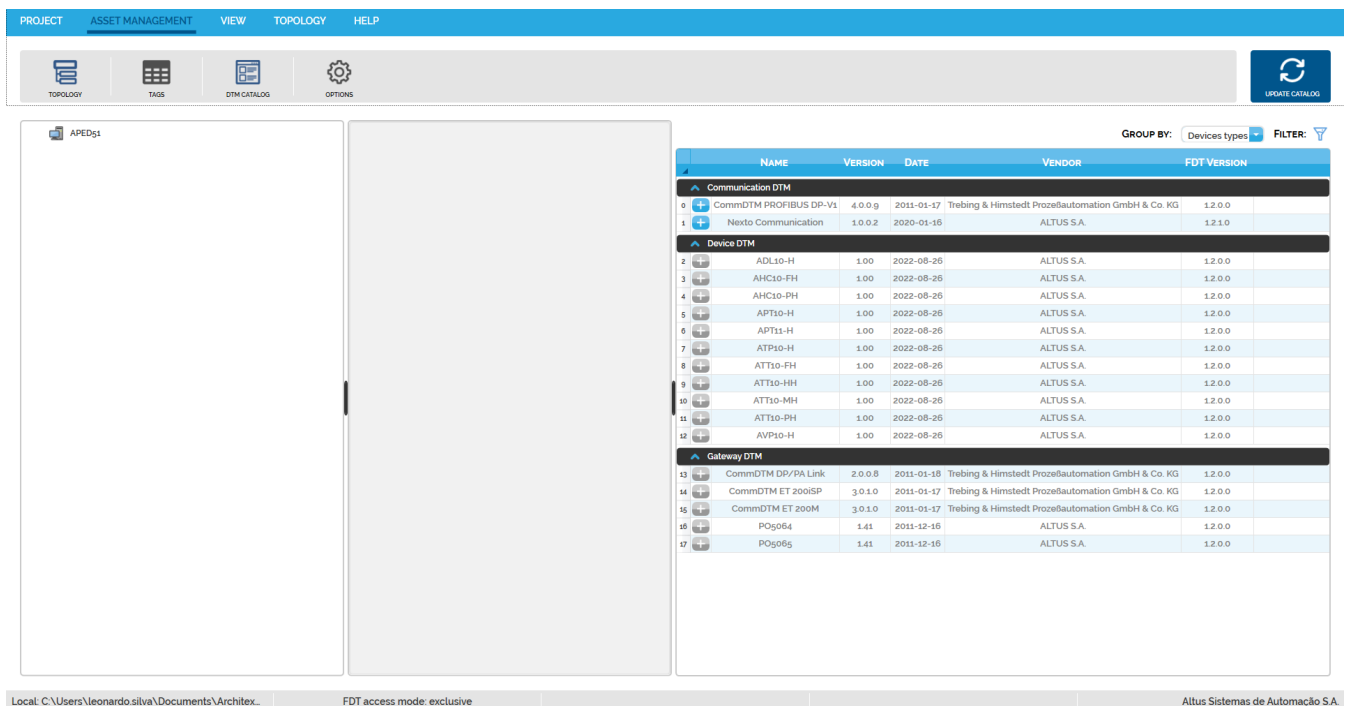 PROJECT ASSET MANAGEMENT VIEW TOPOLOGY HELP
TOPOLOGY TAGS DTM CATALOG OPTIONS UPDATE CATALOG
APED51
GROUP BY: Devices types FILTER:
NAME VERSION DATE VENDOR FDT VERSION
Communication DTM
0 CommDTM PROFIBUS DP-V1 4.0.0.9 2011-01-17 Trebing & Himstedt Prozeßautomation GmbH & Co. KG 1.2.0.0
1 Nexto Communication 1.0.0.2 2020-01-16 ALTUS S.A. 1.2.1.0
Device DTM
2 ADL10-H 1.00 2022-08-26 ALTUS S.A. 1.2.0.0
3 AHC10-FH 1.00 2022-08-26 ALTUS S.A. 1.2.0.0
4 AHC10-PH 1.00 2022-08-26 ALTUS S.A. 1.2.0.0
5 APT10-H 1.00 2022-08-26 ALTUS S.A. 1.2.0.0
6 APT11-H 1.00 2022-08-26 ALTUS S.A. 1.2.0.0
7 ATP10-H 1.00 2022-08-26 ALTUS S.A. 1.2.0.0
8 ATT10-FH 1.00 2022-08-26 ALTUS S.A. 1.2.0.0
9 ATT10-HH 1.00 2022-08-26 ALTUS S.A. 1.2.0.0
10 ATT10-MH 1.00 2022-08-26 ALTUS S.A. 1.2.0.0
11 ATT10-PH 1.00 2022-08-26 ALTUS S.A. 1.2.0.0
12 AVP10-H 1.00 2022-08-26 ALTUS S.A. 1.2.0.0
Gateway DTM
13 CommDTM DP/PA Link 2.0.0.8 2011-01-18 Trebing & Himstedt Prozeßautomation GmbH & Co. KG 1.2.0.0
14 CommDTM ET 200iSP 3.0.1.0 2011-01-17 Trebing & Himstedt Prozeßautomation GmbH & Co. KG 1.2.0.0
15 CommDTM ET 200M 3.0.1.0 2011-01-17 Trebing & Himstedt Prozeßautomation GmbH & Co. KG 1.2.0.0
16 PO5064 1.41 2011-12-16 ALTUS S.A. 1.2.0.0
17 PO5065 1.41 2011-12-16 ALTUS S.A. 1.2.0.0
Local: C:\Users\leonardo.silva\Documents\Architex... FDT access mode: exclusive Altus Sistemas de Automação S.A.